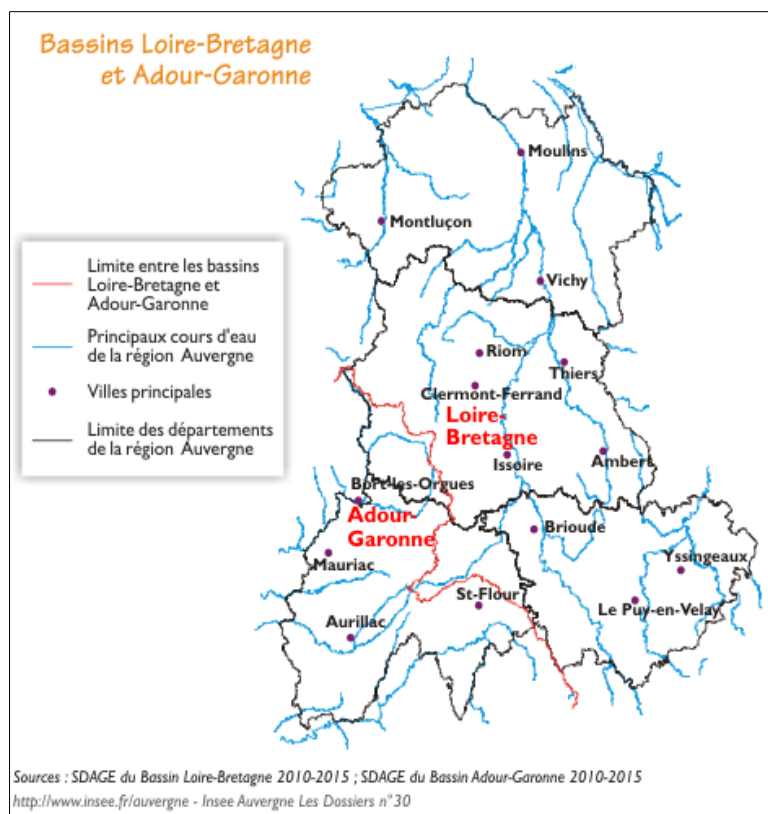 Bassins Loire-Bretagne
et Adour-Garonne
Moulins
Montluçon
Limite entre les bassins
Loire-Bretagne et
Adour-Garonne
Principaux cours d'eau
de la région Auvergne
Villes principales
Limite des départements
de la région Auvergne
Vichy
Riom
Thiers
Clermont-Ferrand
Loire-
Bretagne
Issoire
Ambert
Bort-les-Orgues
Adour-
Garonne
Brioude
Mauriac
Yssingeaux
St-Flour
Le Puy-en-Velay
Aurillac
Sources : SDAGE du Bassin Loire-Bretagne 2010-2015 ; SDAGE du Bassin Adour-Garonne 2010-2015
http://www.insee.fr/auvergne - Insee Auvergne Les Dossiers n°30